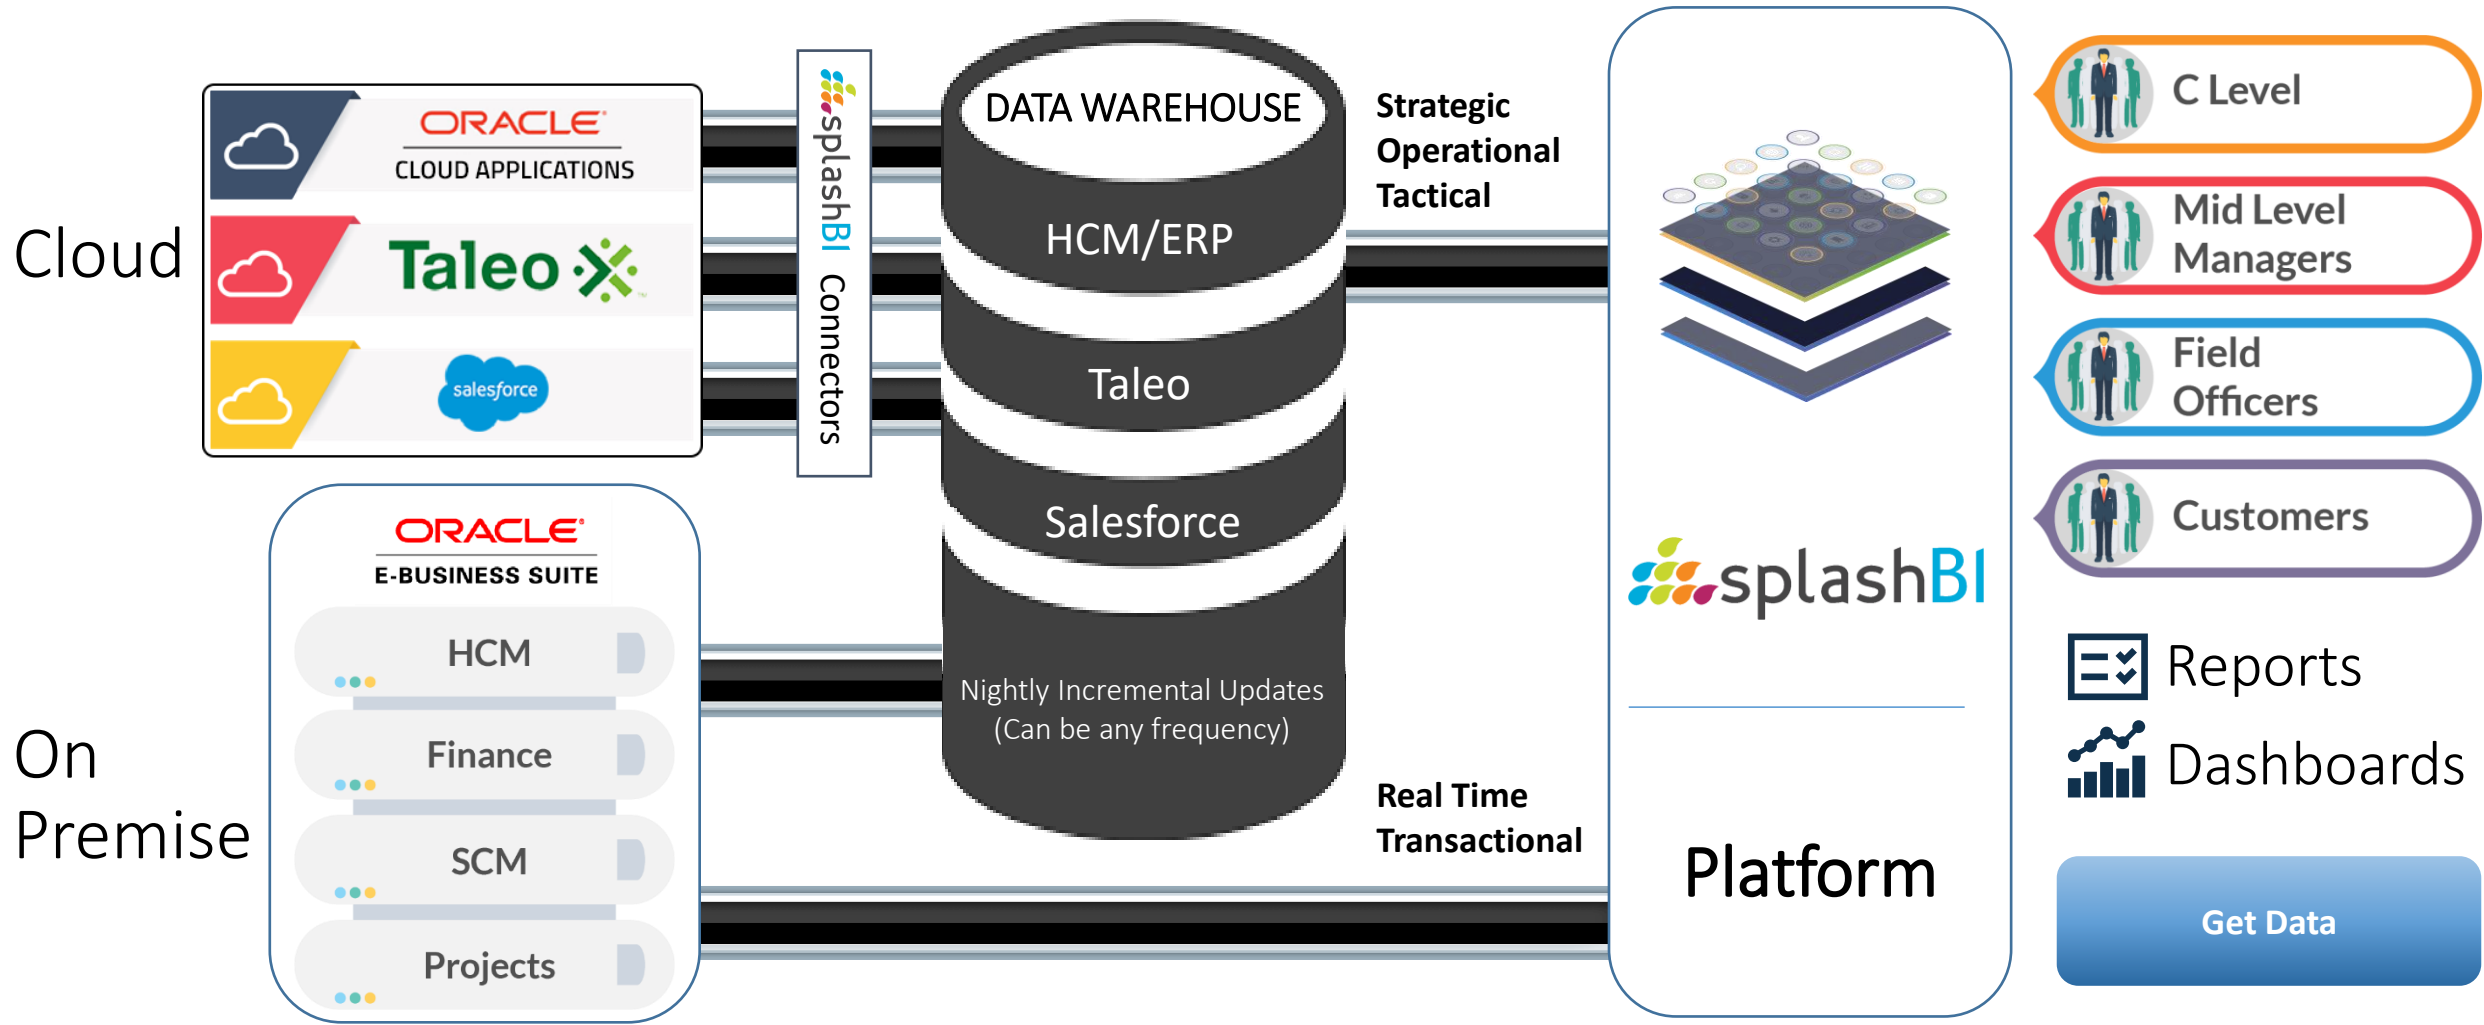 Cloud
ORACLE
CLOUD APPLICATIONS
Taleo
salesforce
splashBI Connectors
On
Premise
ORACLE
E-BUSINESS SUITE
HCM
Finance
SCM
Projects
DATA WAREHOUSE
HCM/ERP
Taleo
Salesforce
Nightly Incremental Updates
(Can be any frequency)
Strategic
Operational
Tactical
Real Time
Transactional
splashBI
Platform
C Level
Mid Level
Managers
Field
Officers
Customers
Reports
Dashboards
Get Data